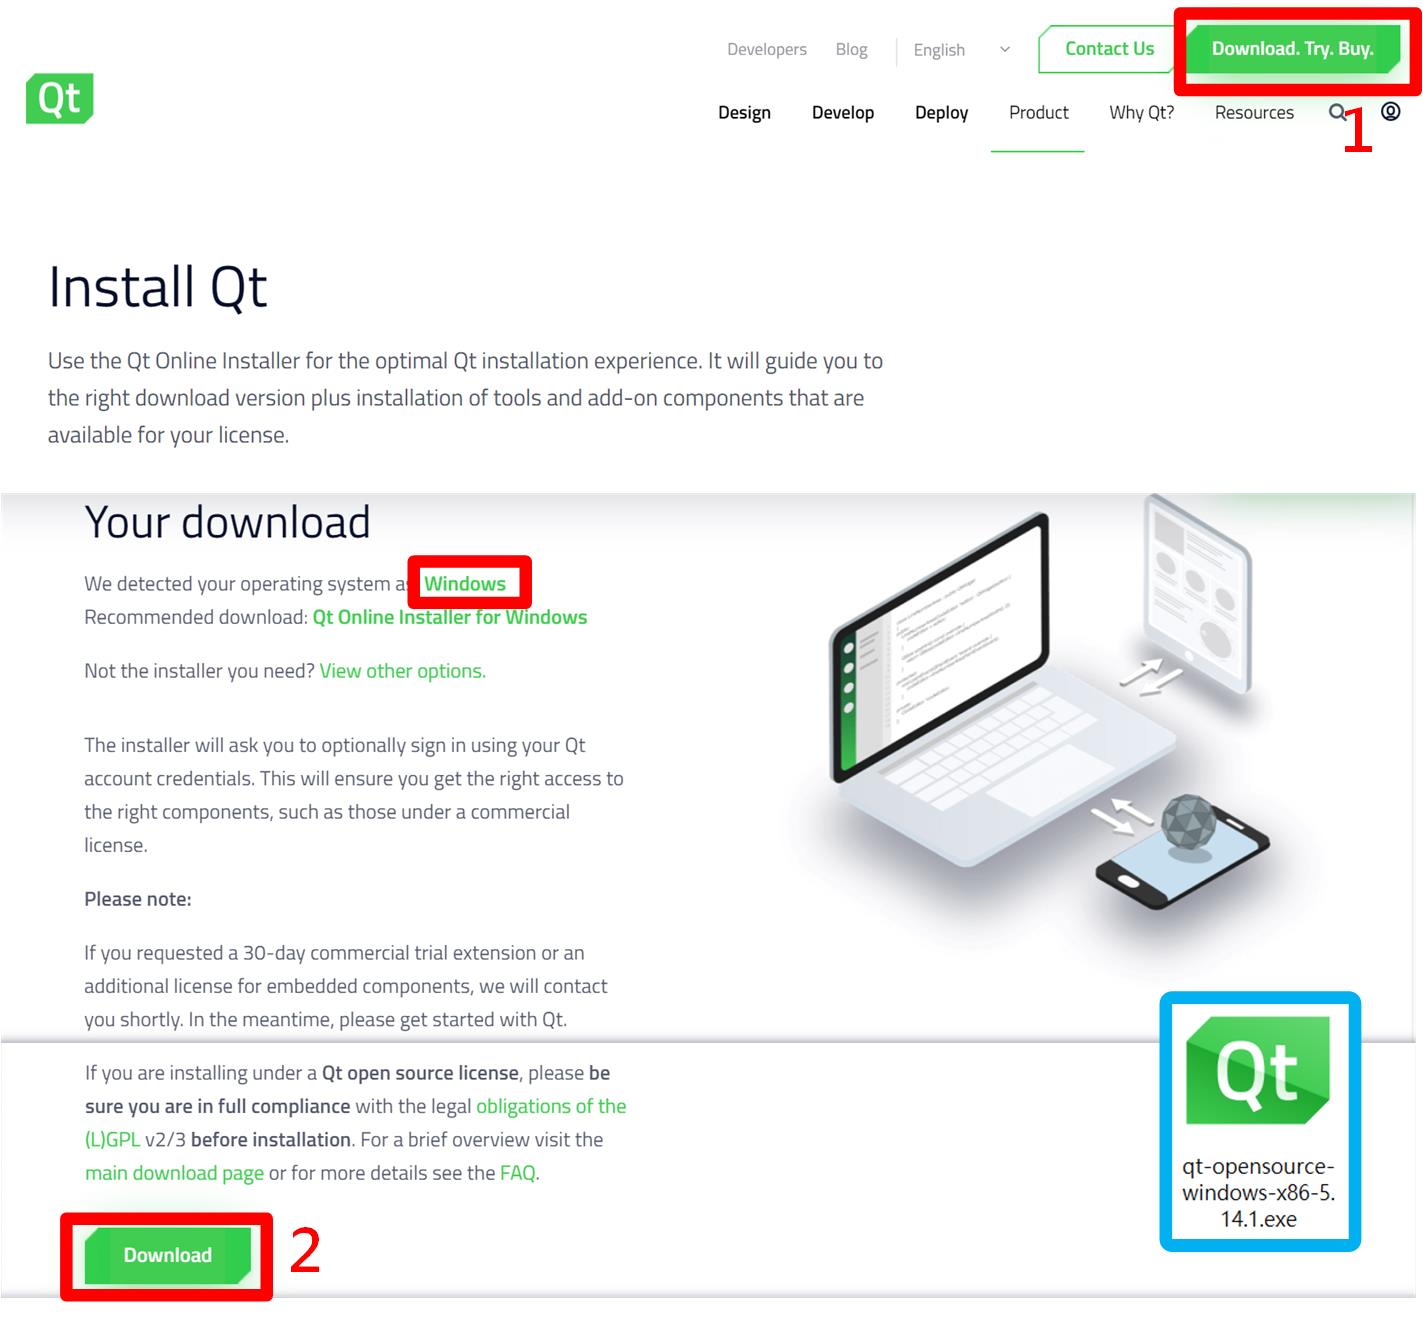 Developers Blog English Contact Us Download. Try. Buy.
Qt
Design Develop Deploy Product Why Qt? Resources
1
Install Qt
Use the Qt Online Installer for the optimal Qt installation experience. It will guide you to
the right download version plus installation of tools and add-on components that are
available for your license.
Your download
We detected your operating system as Windows
Recommended download: Qt Online Installer for Windows
Not the installer you need? View other options.
The installer will ask you to optionally sign in using your Qt
account credentials. This will ensure you get the right access to
the right components, such as those under a commercial
license.
Please note:
If you requested a 30-day commercial trial extension or an
additional license for embedded components, we will contact
you shortly. In the meantime, please get started with Qt.
If you are installing under a Qt open source license, please be
sure you are in full compliance with the legal obligations of the
(L)GPL v2/3 before installation. For a brief overview visit the
main download page or for more details see the FAQ.
Download
2
Qt
qt-opensource-
windows-x86-5.
14.1.exe